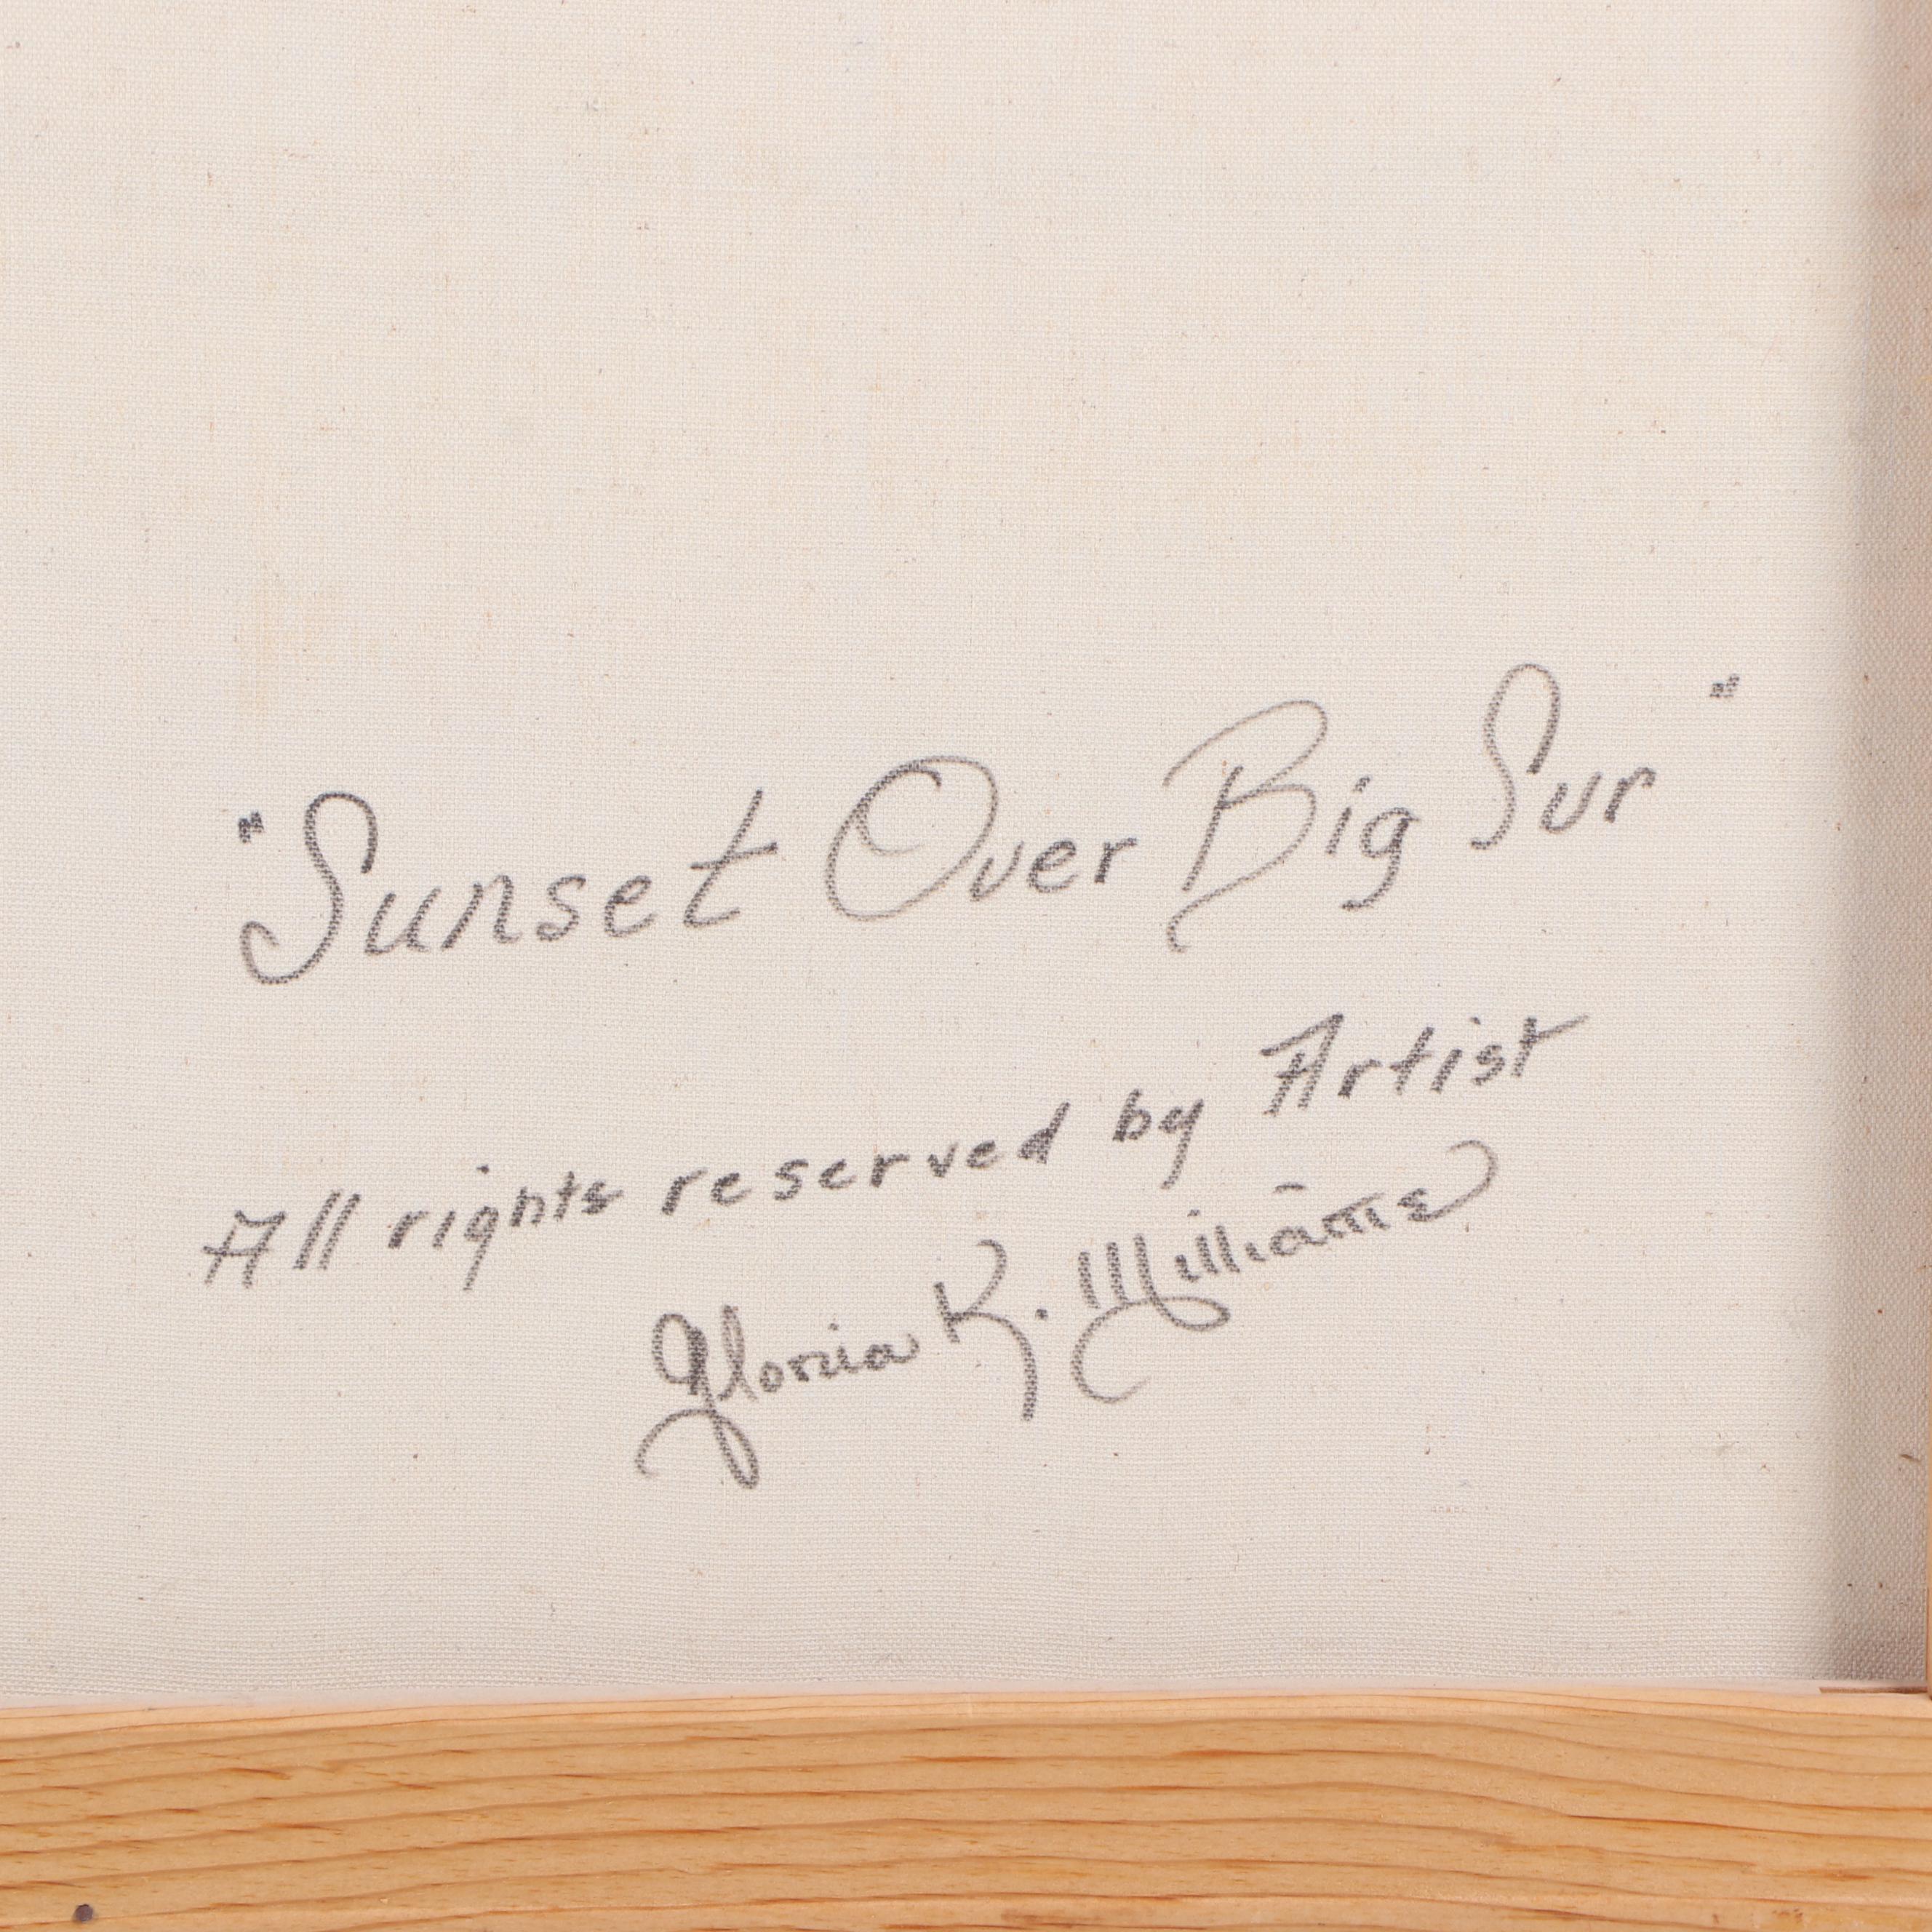 "Sunset Over Big Sur"
All rights reserved by Artist
Gloria K. Williams